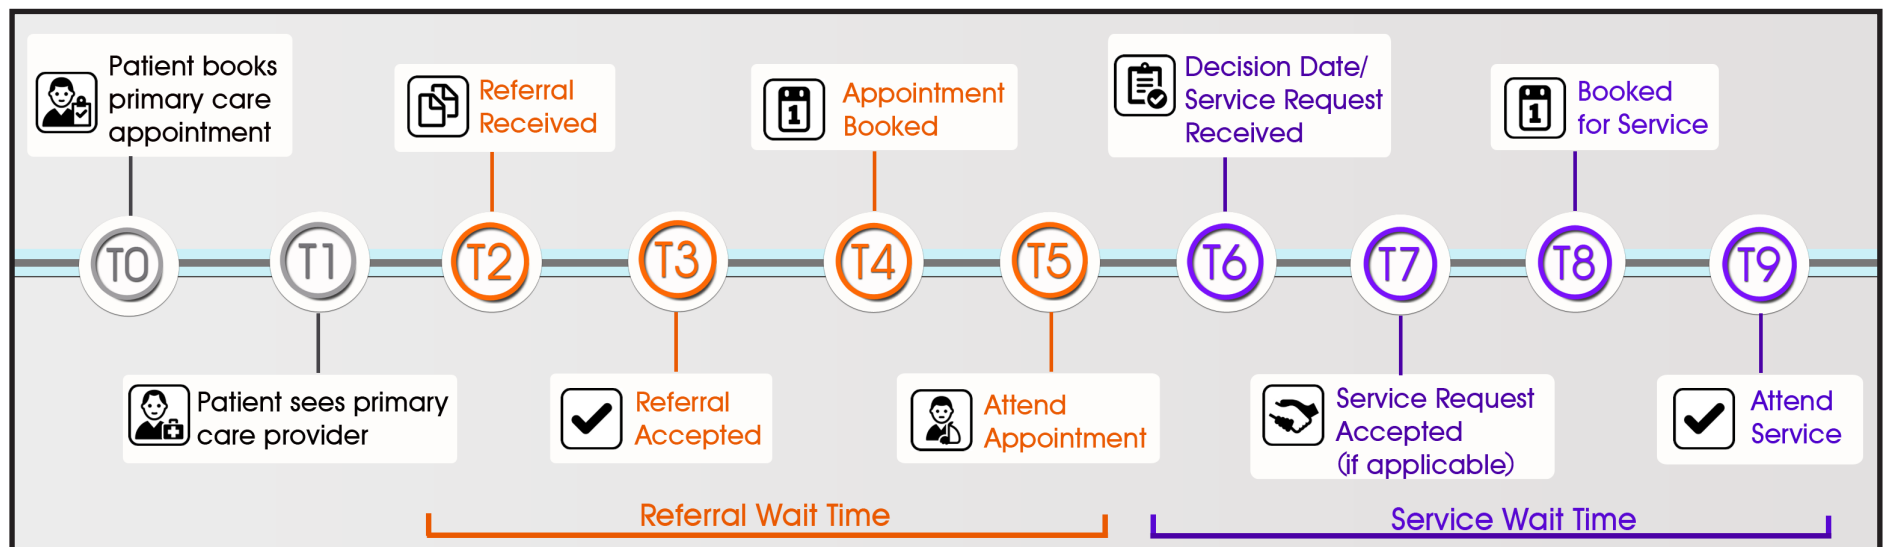 Patient books
primary care
appointment
Referral
Received
1
Appointment
Booked
Decision Date/
Service Request
Received
1
Booked
for Service
T0
T1
T2
T3
T4
T5
T6
T7
T8
T9
Patient sees primary
care provider
Referral
Accepted
Attend
Appointment
Service Request
Accepted
(if applicable)
Attend
Service
Referral Wait Time
Service Wait Time